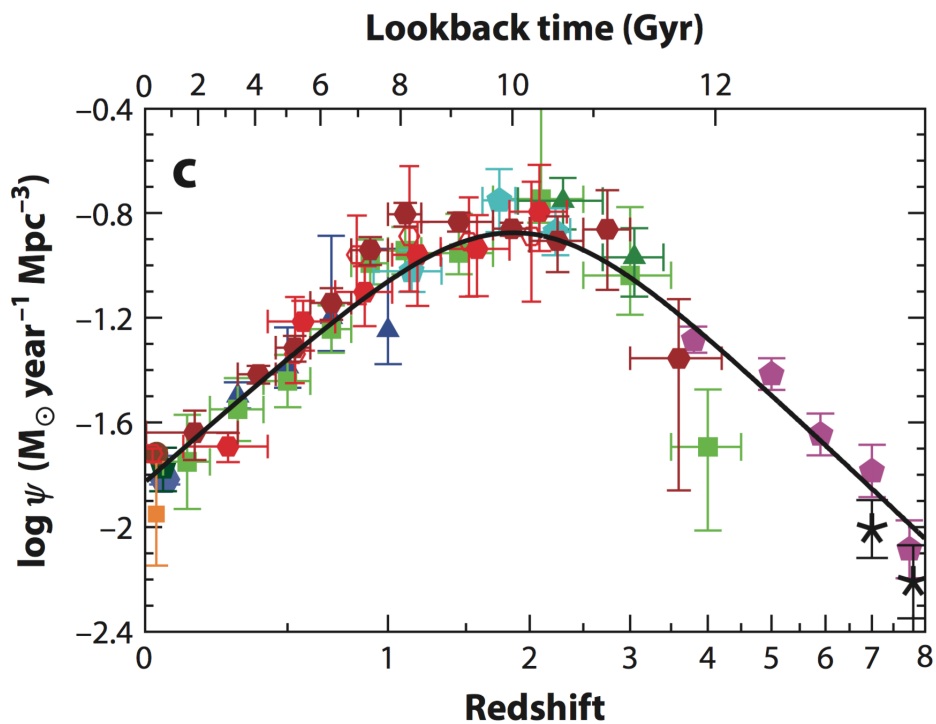 Lookback time (Gyr)
0 2 4 6 8 10 12
−0.4
c
−0.8
−1.2
−1.6
−2
−2.4
log ψ (M⊙ year⁻¹ Mpc⁻³)
0 1 2 3 4 5 6 7 8
Redshift